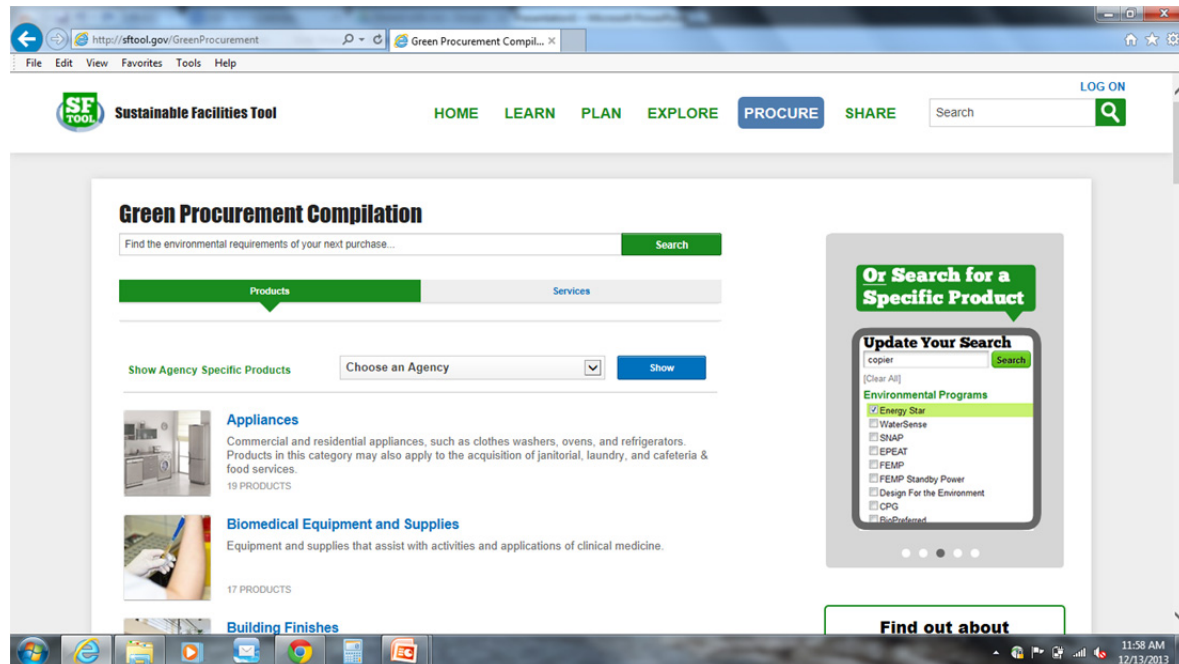 Presentation1 - Microsoft PowerPoint
http://sftool.gov/GreenProcurement
Green Procurement Compil...
File Edit View Favorites Tools Help
LOG ON
SF TOOL
Sustainable Facilities Tool
HOME LEARN PLAN EXPLORE PROCURE SHARE
Search
Green Procurement Compilation
Find the environmental requirements of your next purchase...
Search
Products
Services
Show Agency Specific Products
Choose an Agency
Show
Appliances
Commercial and residential appliances, such as clothes washers, ovens, and refrigerators.
Products in this category may also apply to the acquisition of janitorial, laundry, and cafeteria &
food services.
19 PRODUCTS
Biomedical Equipment and Supplies
Equipment and supplies that assist with activities and applications of clinical medicine.
17 PRODUCTS
Building Finishes
Or Search for a
Specific Product
Update Your Search
copier
Search
[Clear All]
Environmental Programs
Energy Star
WaterSense
SNAP
EPEAT
FEMP
FEMP Standby Power
Design For the Environment
CPG
BioPreferred
Find out about
11:58 AM
12/13/2013